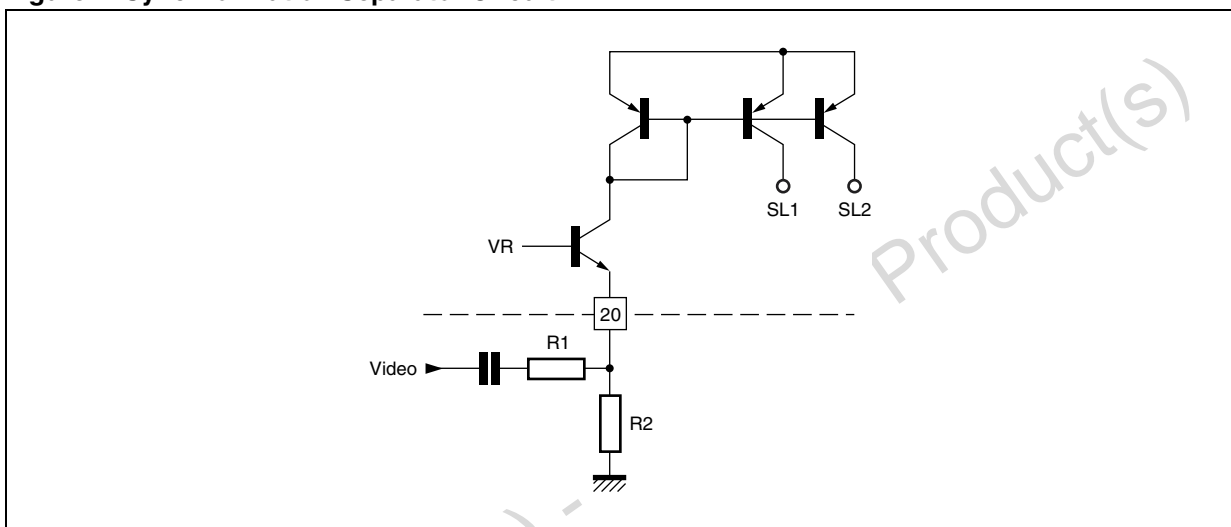 SL1
SL2
VR
20
R1
Video
R2
Product(s)
) -